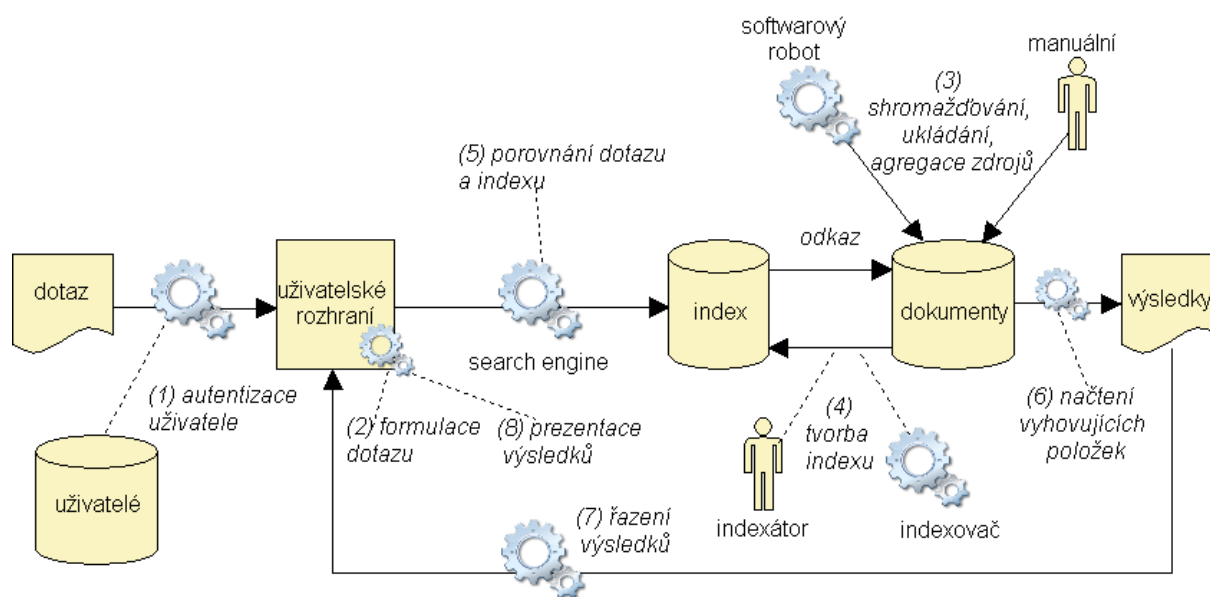 softwarový
robot
manuální
(3)
shromažďování,
ukládání,
agregace zdrojů
(5) porovnání dotazu
a indexu
odkaz
dotaz
uživatelské
rozhraní
index
dokumenty
výsledky
search engine
(1) autentizace
uživatele
(2) formulace
dotazu
(8) prezentace
výsledků
(4)
tvorba
indexu
(6) načtení
vyhovujících
položek
uživatelé
indexátor
indexovač
(7) řazení
výsledků